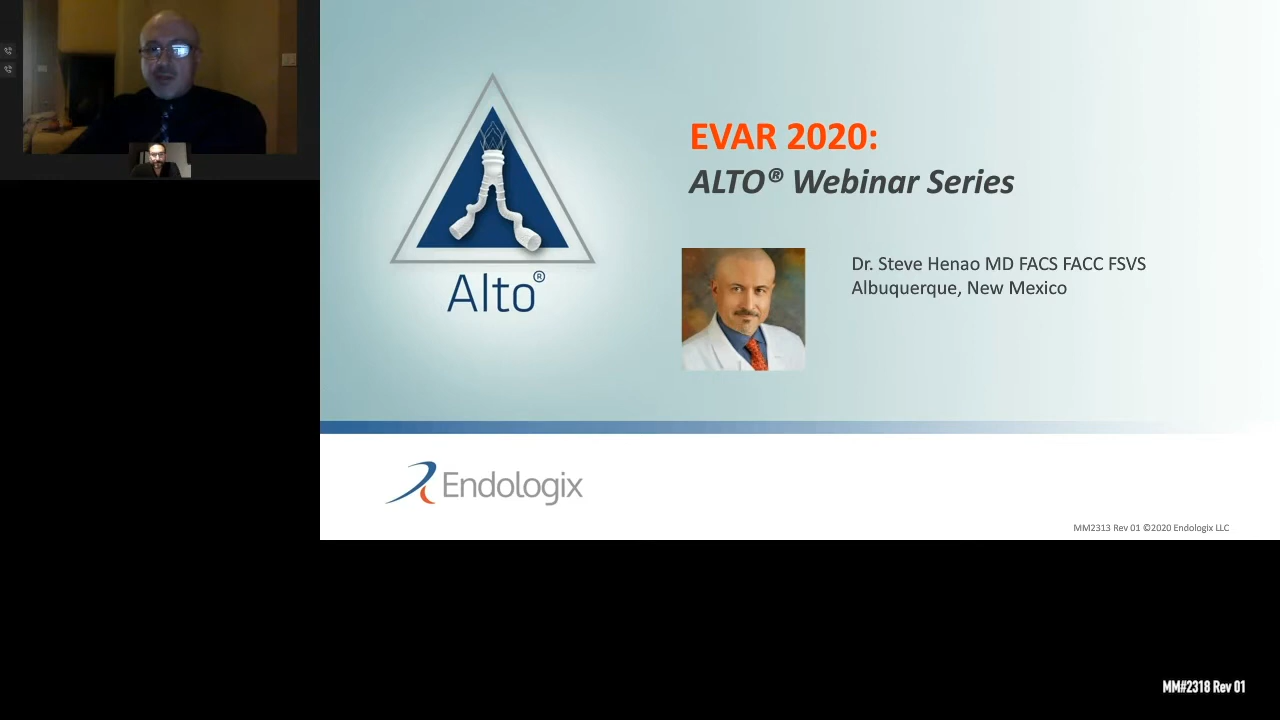 EVAR 2020:
ALTO® Webinar Series
Dr. Steve Henao MD FACS FACC FSVS
Albuquerque, New Mexico
Alto®
Endologix
MM2313 Rev 01 ©2020 Endologix LLC
MM#2318 Rev 01